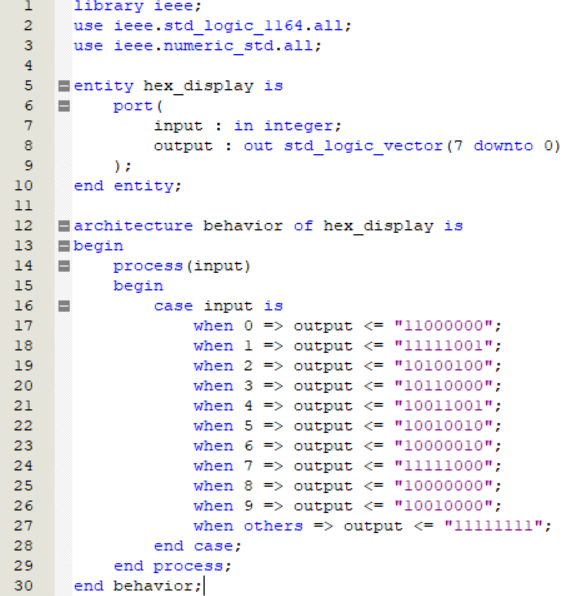 1 library ieee;
2 use ieee.std_logic_1164.all;
3 use ieee.numeric_std.all;
4
5 entity hex_display is
6     port(
7         input : in integer;
8         output : out std_logic_vector(7 downto 0)
9     );
10 end entity;
11
12 architecture behavior of hex_display is
13 begin
14     process(input)
15     begin
16         case input is
17             when 0 => output <= "11000000";
18             when 1 => output <= "11111001";
19             when 2 => output <= "10100100";
20             when 3 => output <= "10110000";
21             when 4 => output <= "10011001";
22             when 5 => output <= "10010010";
23             when 6 => output <= "10000010";
24             when 7 => output <= "11111000";
25             when 8 => output <= "10000000";
26             when 9 => output <= "10010000";
27             when others => output <= "11111111";
28         end case;
29     end process;
30 end behavior;